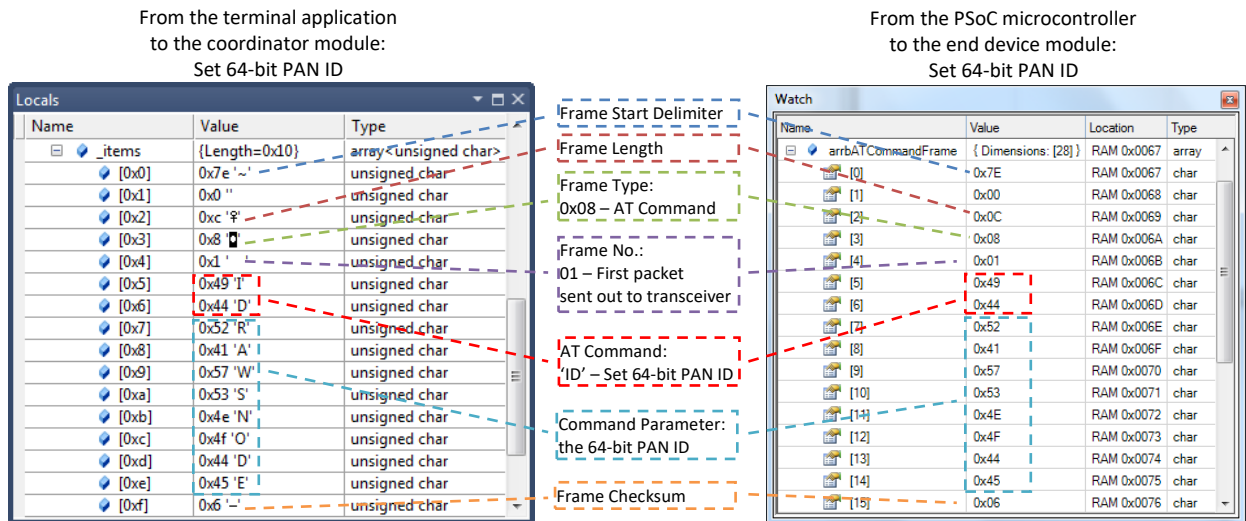 From the terminal application
to the coordinator module:
Set 64-bit PAN ID
From the PSoC microcontroller
to the end device module:
Set 64-bit PAN ID
Locals
Name Value Type
_items {Length=0x10} array<unsigned char>
[0x0] 0x7e '~' unsigned char
[0x1] 0x0 '' unsigned char
[0x2] 0xc '♀' unsigned char
[0x3] 0x8 '◘' unsigned char
[0x4] 0x1 ' ' unsigned char
[0x5] 0x49 'I' unsigned char
[0x6] 0x44 'D' unsigned char
[0x7] 0x52 'R' unsigned char
[0x8] 0x41 'A' unsigned char
[0x9] 0x57 'W' unsigned char
[0xa] 0x53 'S' unsigned char
[0xb] 0x4e 'N' unsigned char
[0xc] 0x4f 'O' unsigned char
[0xd] 0x44 'D' unsigned char
[0xe] 0x45 'E' unsigned char
[0xf] 0x6 '–' unsigned char
Frame Start Delimiter
Frame Length
Frame Type:
0x08 – AT Command
Frame No.:
01 – First packet
sent out to transceiver
AT Command:
‘ID’ – Set 64-bit PAN ID
Command Parameter:
the 64-bit PAN ID
Frame Checksum
Watch
Name Value Location Type
arrbATCommandFrame { Dimensions: [28] } RAM 0x0067 array
[0] 0x7E RAM 0x0067 char
[1] 0x00 RAM 0x0068 char
[2] 0x0C RAM 0x0069 char
[3] 0x08 RAM 0x006A char
[4] 0x01 RAM 0x006B char
[5] 0x49 RAM 0x006C char
[6] 0x44 RAM 0x006D char
[7] 0x52 RAM 0x006E char
[8] 0x41 RAM 0x006F char
[9] 0x57 RAM 0x0070 char
[10] 0x53 RAM 0x0071 char
[11] 0x4E RAM 0x0072 char
[12] 0x4F RAM 0x0073 char
[13] 0x44 RAM 0x0074 char
[14] 0x45 RAM 0x0075 char
[15] 0x06 RAM 0x0076 char